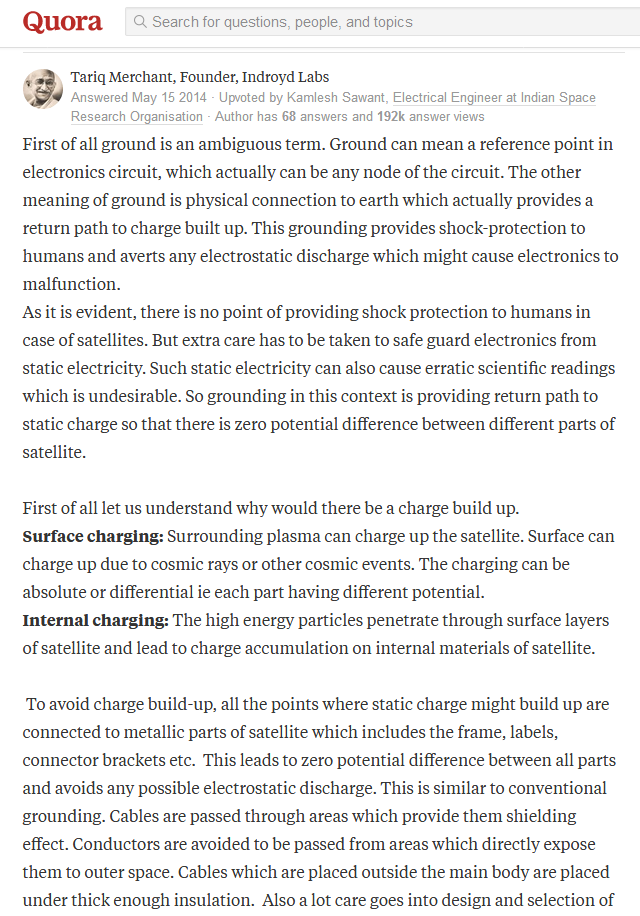 Quora
Search for questions, people, and topics
Tariq Merchant, Founder, Indroyd Labs
Answered May 15 2014 · Upvoted by Kamlesh Sawant, Electrical Engineer at Indian Space
Research Organisation · Author has 68 answers and 192k answer views
First of all ground is an ambiguous term. Ground can mean a reference point in
electronics circuit, which actually can be any node of the circuit. The other
meaning of ground is physical connection to earth which actually provides a
return path to charge built up. This grounding provides shock-protection to
humans and averts any electrostatic discharge which might cause electronics to
malfunction.
As it is evident, there is no point of providing shock protection to humans in
case of satellites. But extra care has to be taken to safe guard electronics from
static electricity. Such static electricity can also cause erratic scientific readings
which is undesirable. So grounding in this context is providing return path to
static charge so that there is zero potential difference between different parts of
satellite.
First of all let us understand why would there be a charge build up.
Surface charging: Surrounding plasma can charge up the satellite. Surface can
charge up due to cosmic rays or other cosmic events. The charging can be
absolute or differential ie each part having different potential.
Internal charging: The high energy particles penetrate through surface layers
of satellite and lead to charge accumulation on internal materials of satellite.
To avoid charge build-up, all the points where static charge might build up are
connected to metallic parts of satellite which includes the frame, labels,
connector brackets etc.  This leads to zero potential difference between all parts
and avoids any possible electrostatic discharge. This is similar to conventional
grounding. Cables are passed through areas which provide them shielding
effect. Conductors are avoided to be passed from areas which directly expose
them to outer space. Cables which are placed outside the main body are placed
under thick enough insulation.  Also a lot care goes into design and selection of